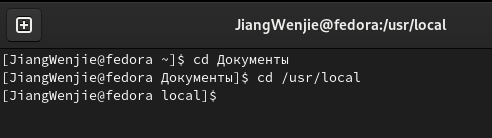 JiangWenjie@fedora:/usr/local
[JiangWenjie@fedora ~]$ cd Документы
[JiangWenjie@fedora Документы]$ cd /usr/local
[JiangWenjie@fedora local]$